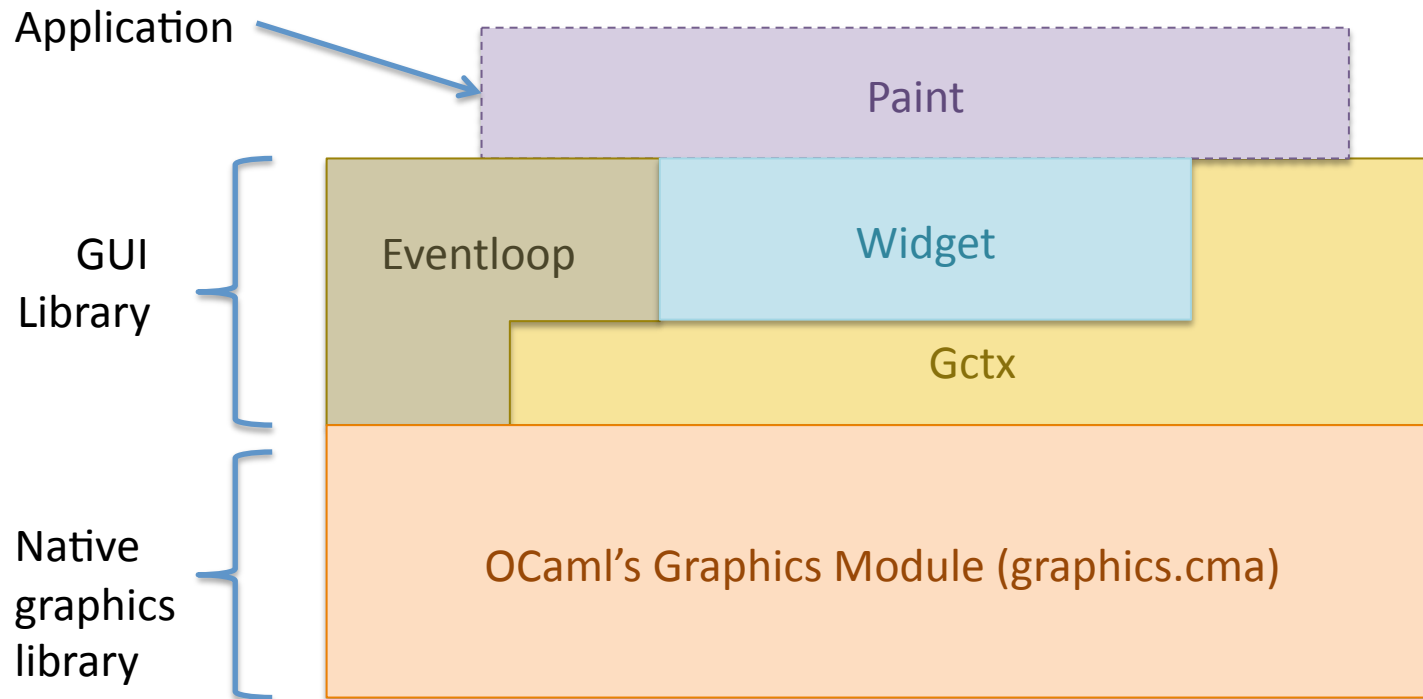 Application
Paint
GUI
Library
Eventloop
Widget
Gctx
Native
graphics
library
OCaml’s Graphics Module (graphics.cma)